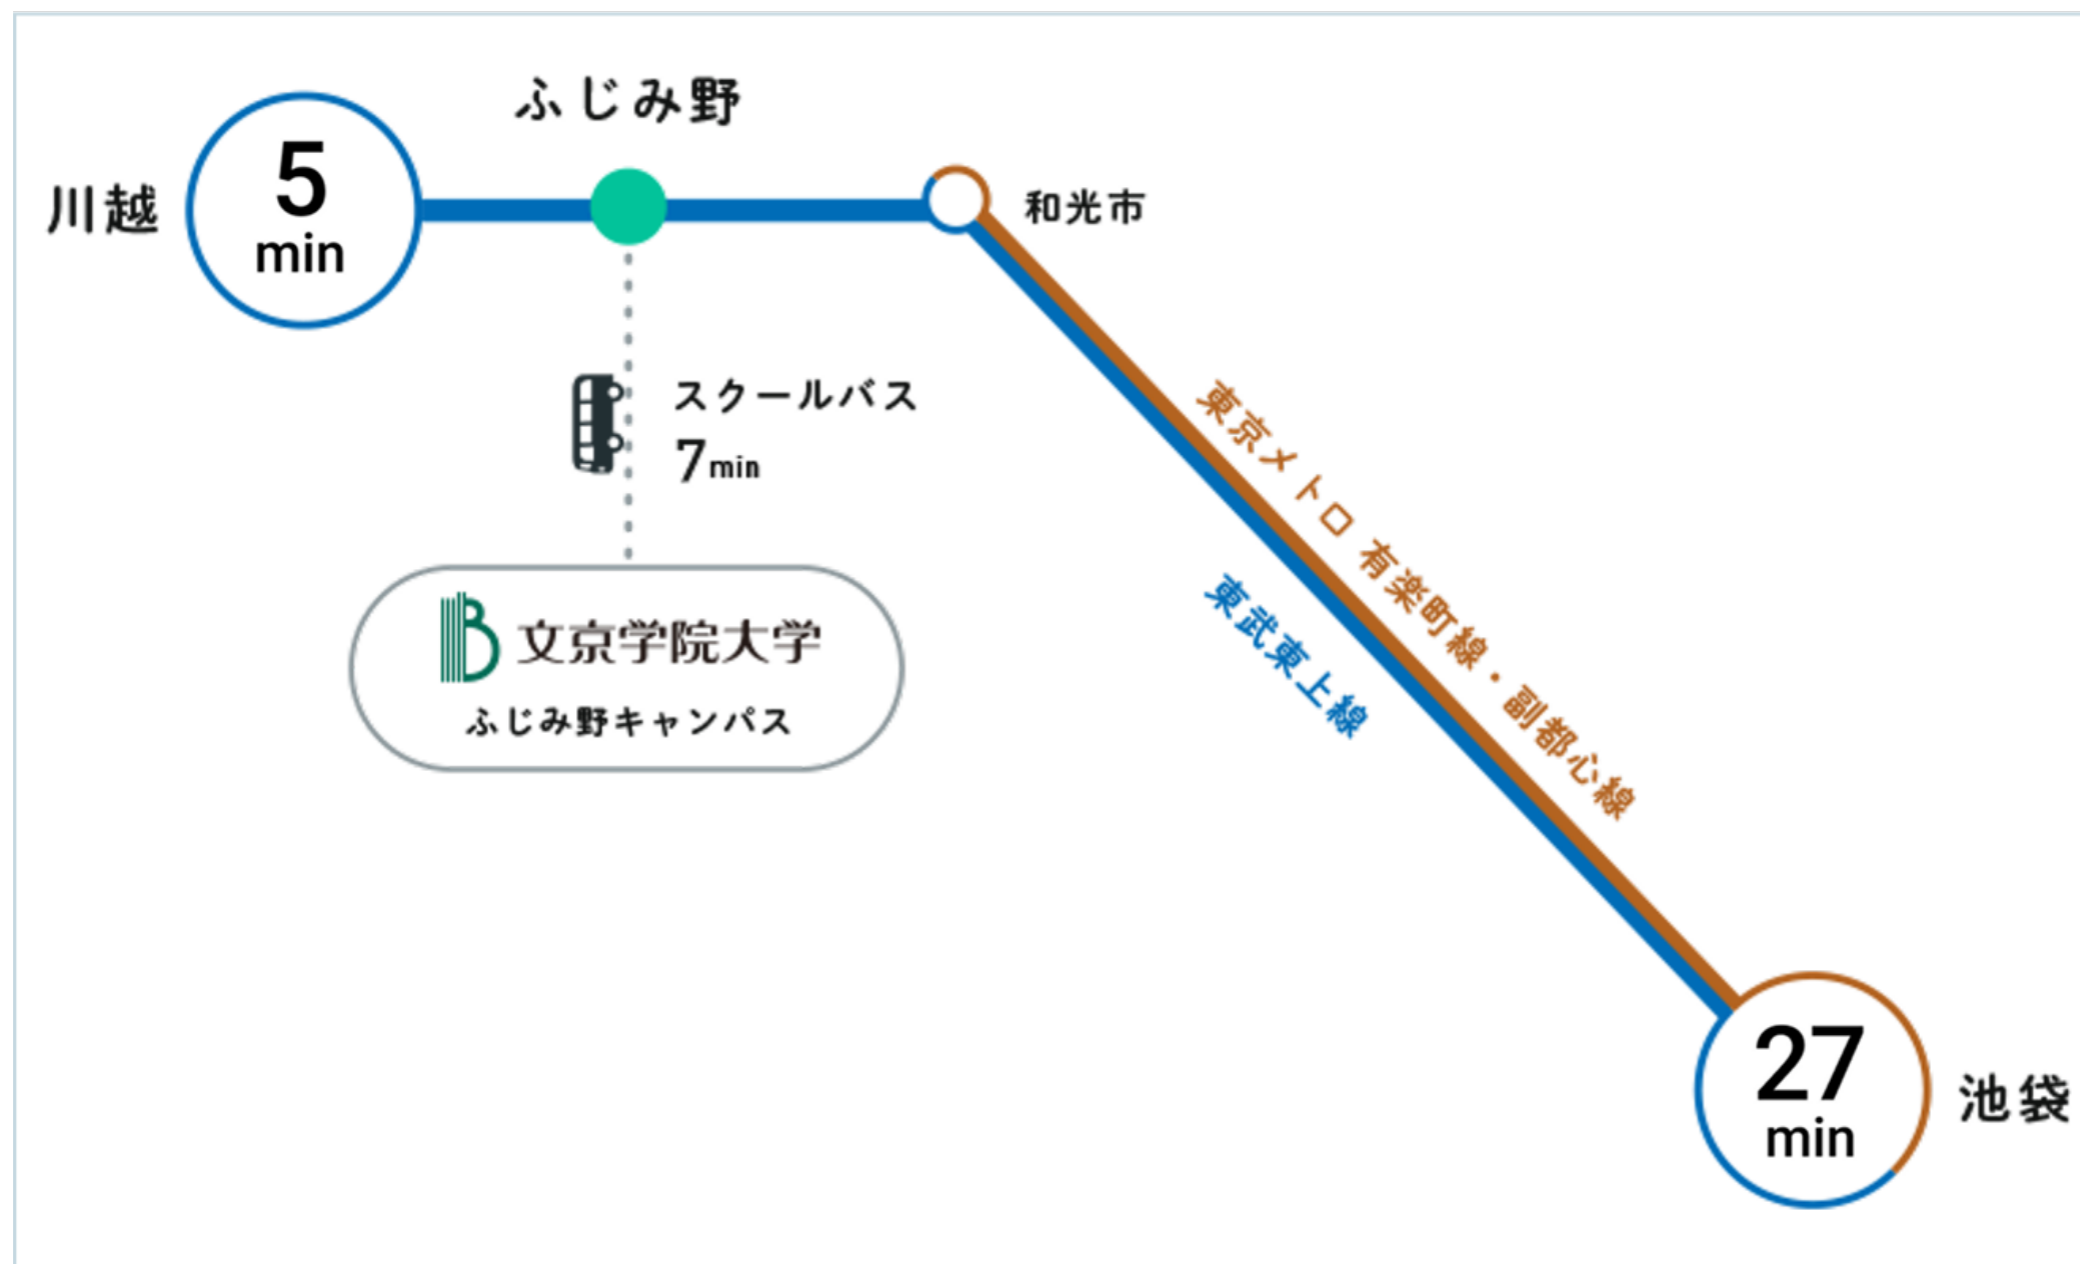 ふじみ野
川越
5
min
和光市
スクールバス
7min
東京メトロ 有楽町線・副都心線
東武東上線
文京学院大学
ふじみ野キャンパス
27
min
池袋